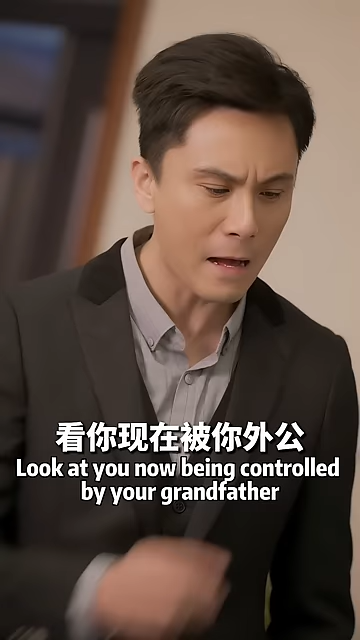 看你现在被你外公
Look at you now being controlled
by your grandfather